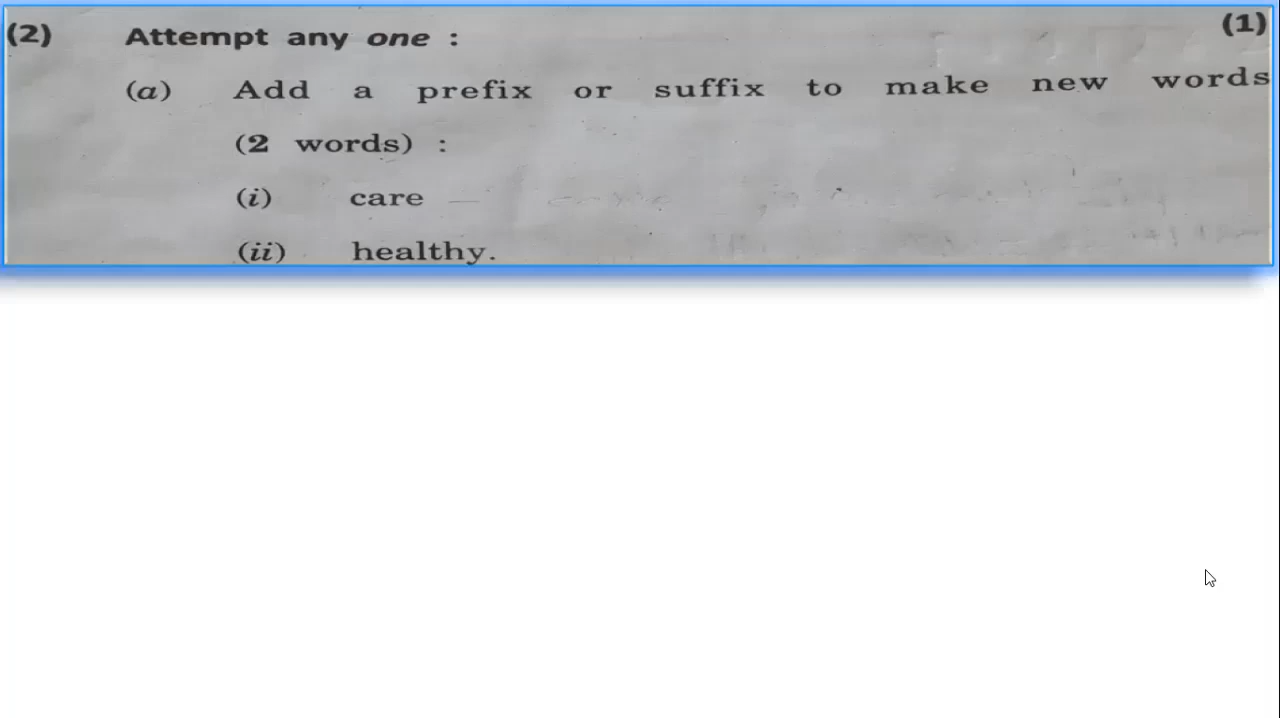 (2) Attempt any one : (1)
(a) Add a prefix or suffix to make new words
(2 words) :
(i) care
(ii) healthy.